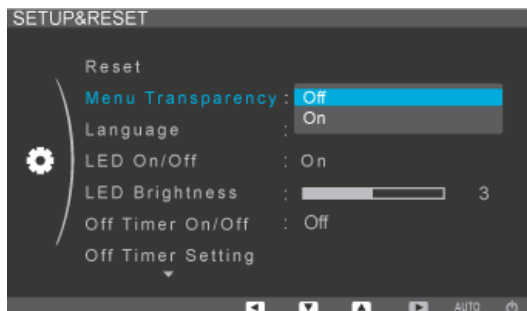 SETUP&RESET
Reset
Menu Transparency : Off
On
Language :
LED On/Off : On
LED Brightness : 3
Off Timer On/Off : Off
Off Timer Setting
AUTO